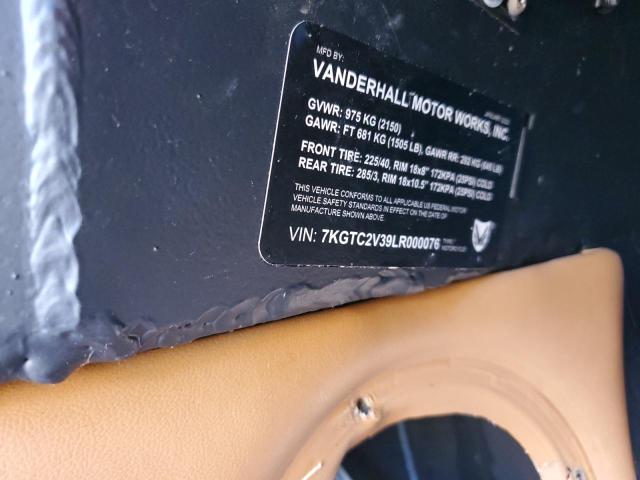 MFD BY:
VANDERHALL MOTOR WORKS, INC.
GVWR: 975 KG (2150)
GAWR: FT 681 KG (1505 LB), GAWR RR: 292 KG (645 LB)
FRONT TIRE: 225/40, RIM 18x8" 172KPA (25PSI) COLD
REAR TIRE: 285/3, RIM 18x10.5" 172KPA (25PSI) COLD
THIS VEHICLE CONFORMS TO ALL APPLICABLE US FEDERAL MOTOR
VEHICLE SAFETY STANDARDS IN EFFECT ON THE DATE OF
MANUFACTURE SHOWN ABOVE.
VIN: 7KGTC2V39LR000076
TYPE:
MOTORCYCLE